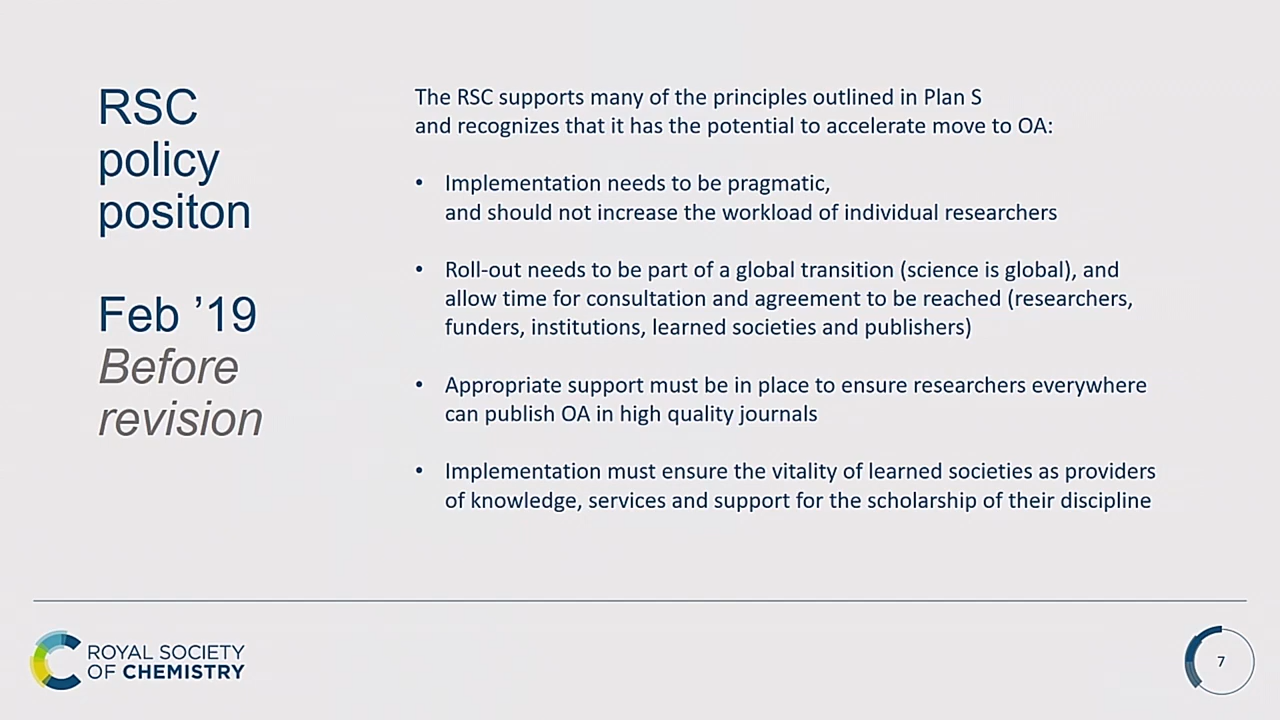 RSC
policy
positon
Feb ’19
Before
revision
The RSC supports many of the principles outlined in Plan S
and recognizes that it has the potential to accelerate move to OA:
• Implementation needs to be pragmatic,
and should not increase the workload of individual researchers
• Roll-out needs to be part of a global transition (science is global), and
allow time for consultation and agreement to be reached (researchers,
funders, institutions, learned societies and publishers)
• Appropriate support must be in place to ensure researchers everywhere
can publish OA in high quality journals
• Implementation must ensure the vitality of learned societies as providers
of knowledge, services and support for the scholarship of their discipline
ROYAL SOCIETY
OF CHEMISTRY
7